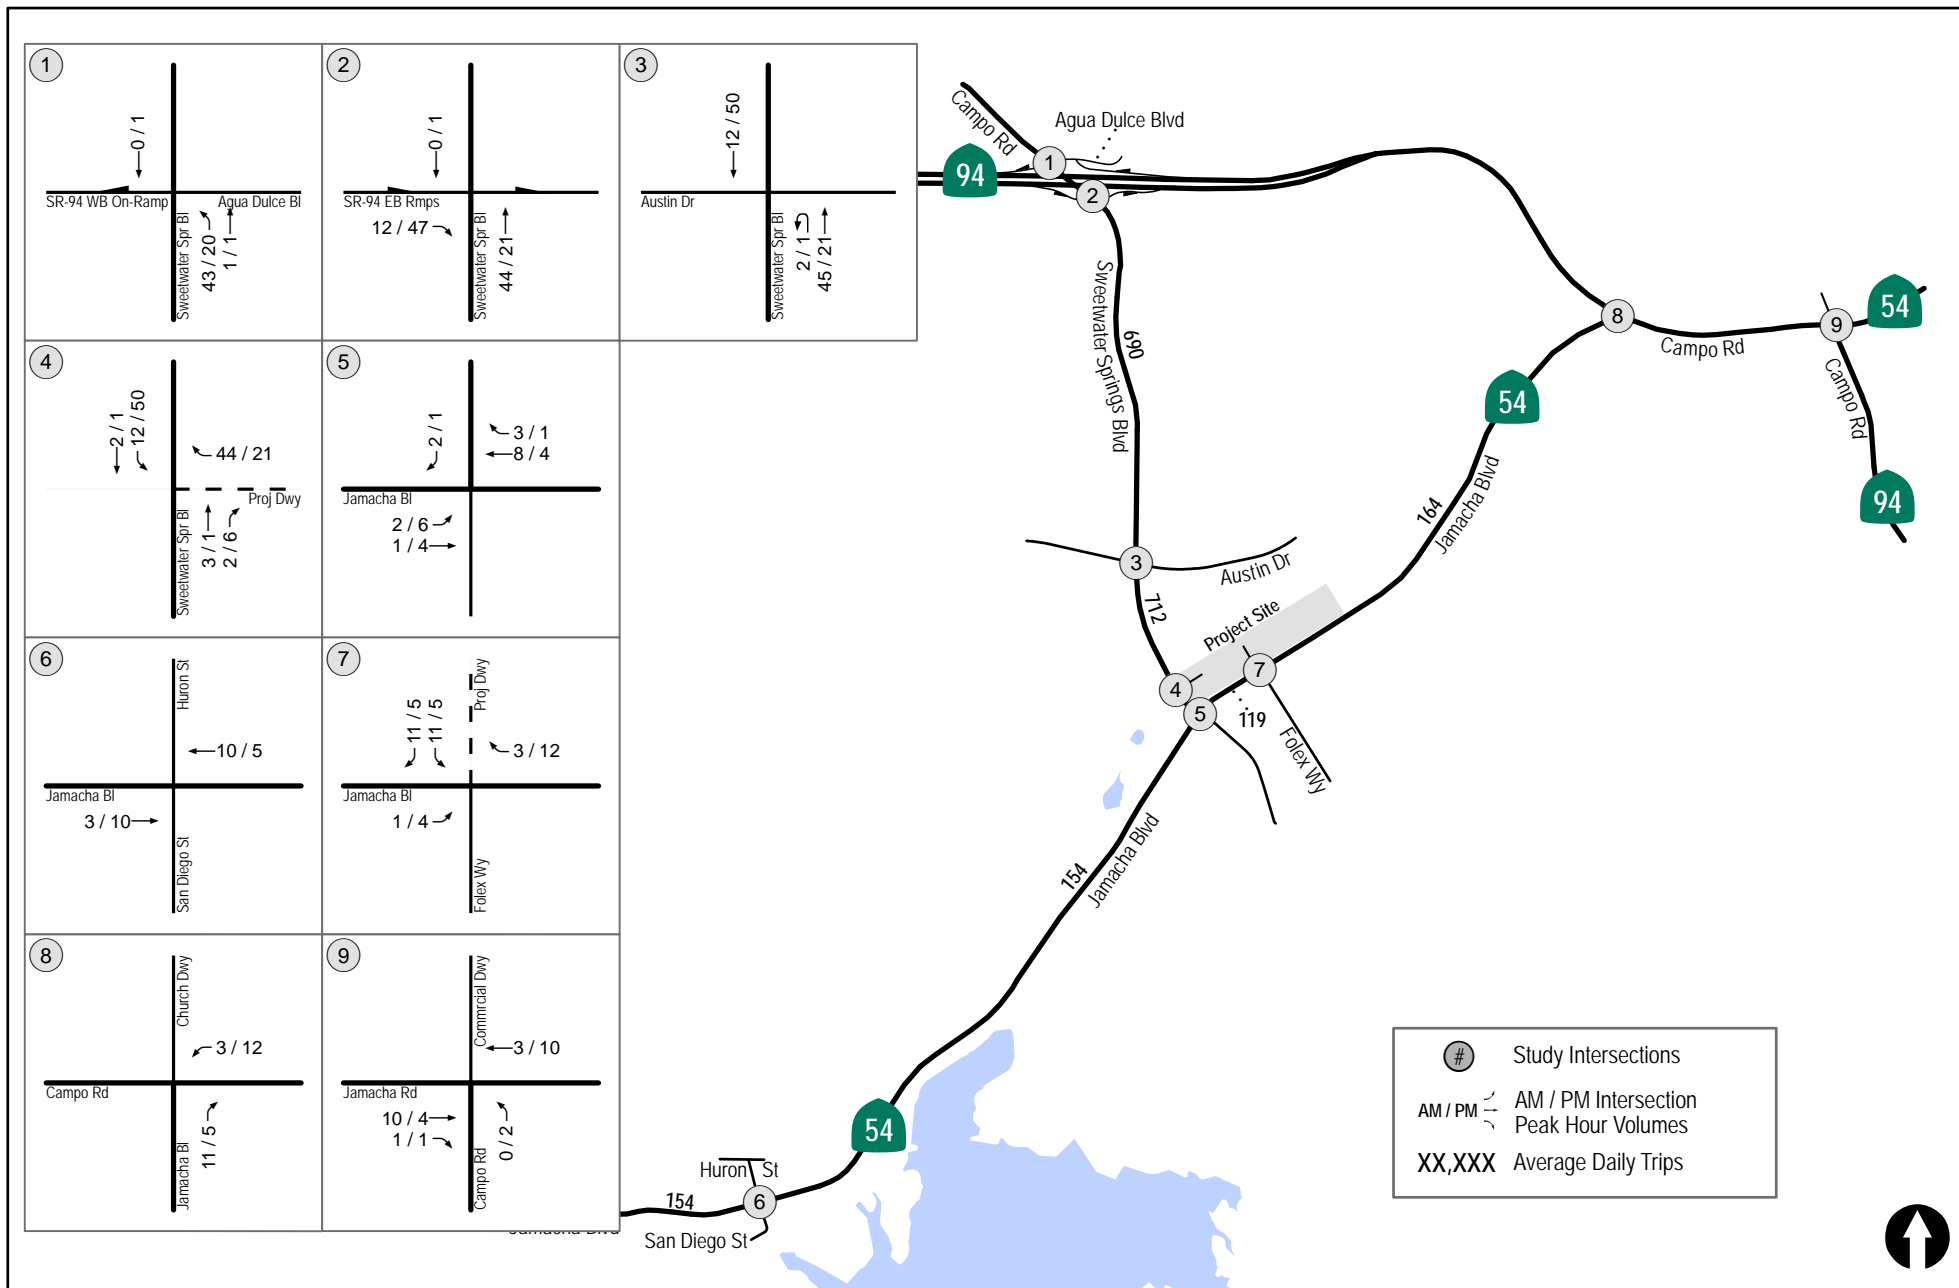 1
0 / 1
SR-94 WB On-Ramp
Agua Dulce Bl
Sweetwater Spr Bl
43 / 20
1 / 1
2
0 / 1
SR-94 EB Rmps
12 / 47
Sweetwater Spr Bl
44 / 21
3
12 / 50
Austin Dr
Sweetwater Spr Bl
2 / 1
45 / 21
4
2 / 1
12 / 50
44 / 21
Proj Dwy
Sweetwater Spr Bl
3 / 1
2 / 6
5
2 / 1
3 / 1
8 / 4
Jamacha Bl
2 / 6
1 / 4
6
Huron St
10 / 5
Jamacha Bl
3 / 10
San Diego St
7
11 / 5
11 / 5
Proj Dwy
3 / 12
Jamacha Bl
1 / 4
Folex Wy
8
Church Dwy
3 / 12
Campo Rd
Jamacha Bl
11 / 5
9
Commrcial Dwy
3 / 10
Jamacha Rd
10 / 4
1 / 1
Campo Rd
0 / 2
Campo Rd
Agua Dulce Blvd
94
1
2
Sweetwater Springs Blvd
690
8
Campo Rd
9
54
Campo Rd
94
54
164
Jamacha Blvd
3
Austin Dr
712
Project Site
4
5
7
119
Folex Wy
154
Jamacha Blvd
54
Huron St
6
154
Jamacha Blvd
San Diego St
# Study Intersections
AM / PM AM / PM Intersection
Peak Hour Volumes
XX,XXX Average Daily Trips